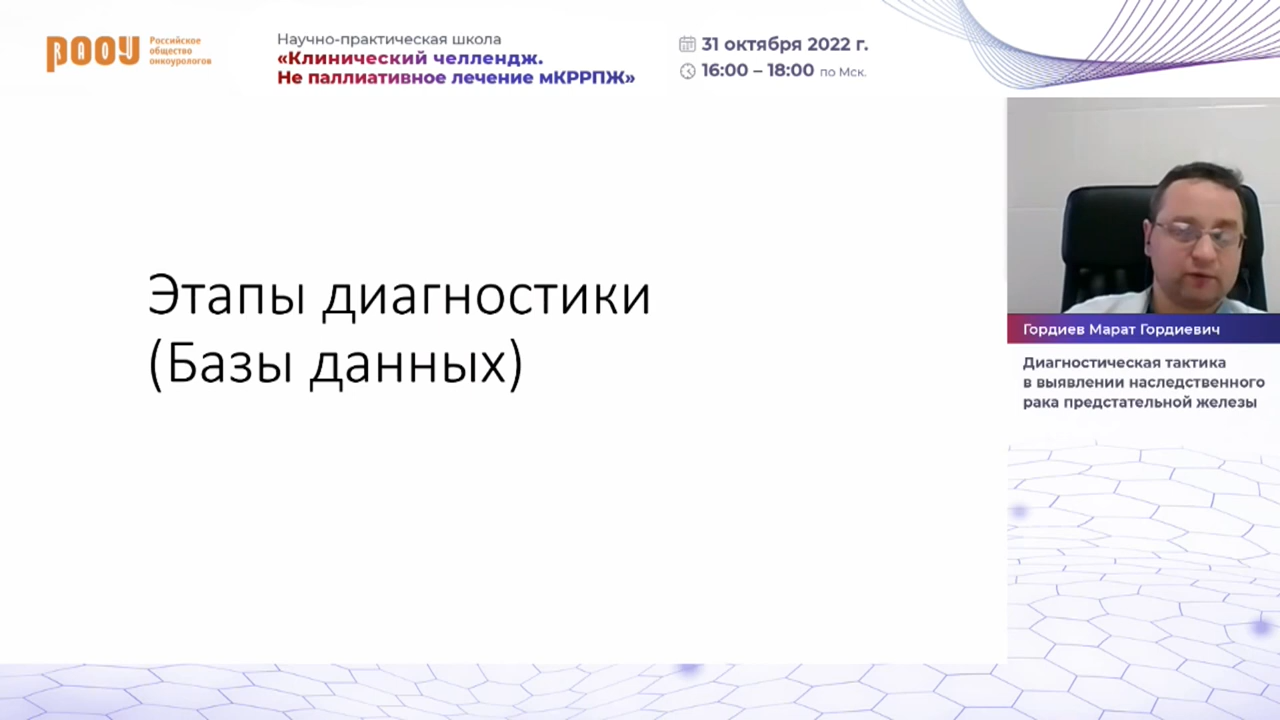 РАОУ
Российское
общество
онкоурологов
Научно-практическая школа
«Клинический челлендж.
Не паллиативное лечение мКРРПЖ»
31 октября 2022 г.
16:00 – 18:00 по Мск.
Этапы диагностики
(Базы данных)
Гордиев Марат Гордиевич
Диагностическая тактика
в выявлении наследственного
рака предстательной железы